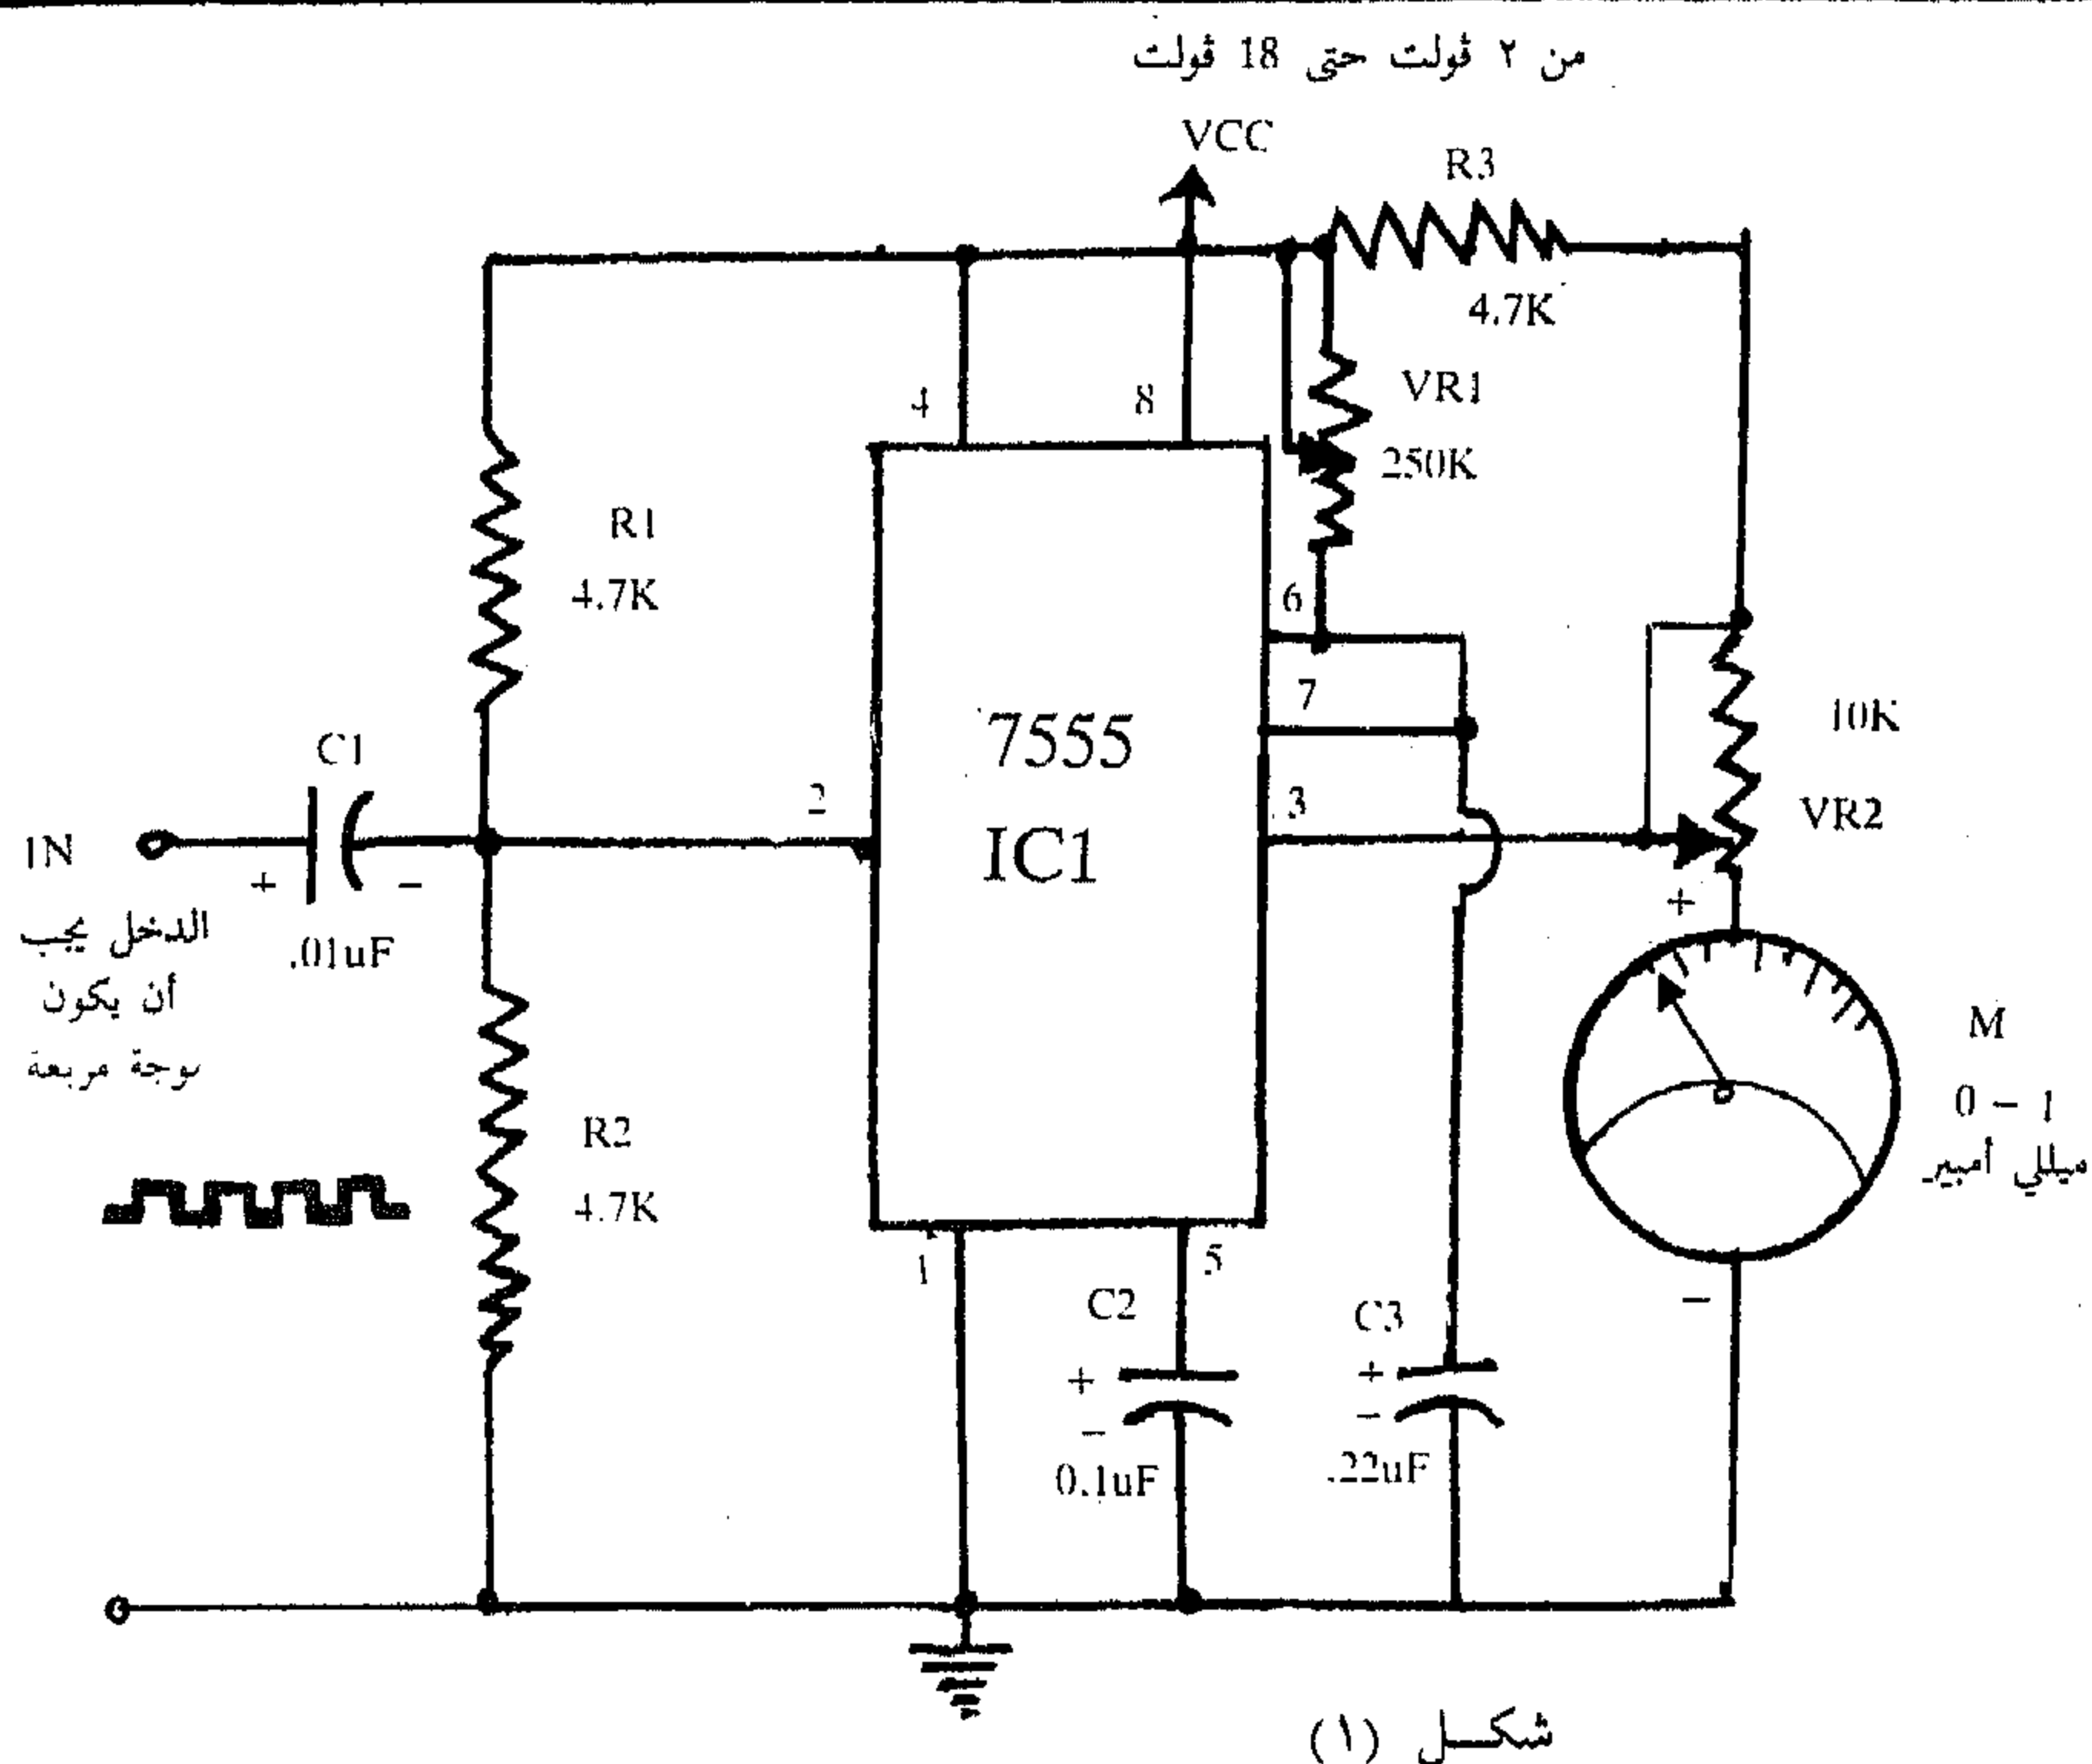 من ٢ ڤولت حتى 18 ڤولت
VCC
R3
4.7K
4
8
VR1
250K
R1
4.7K
6
7
7555
IC1
10K
VR2
C1
2
3
IN
+
−
+
.01uF
الدخل يجب
أن يكون
موجة مربعة
M
0 – 1
ميللي أمبير
R2
4.7K
1
5
C2
C3
−
+
−
+
−
0.1uF
.22uF
شكـل (١)